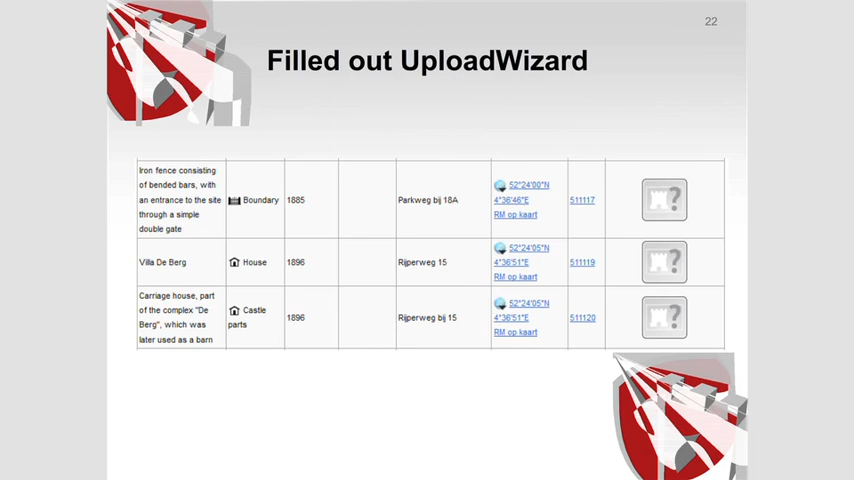 22
Filled out UploadWizard
Iron fence consisting
of bended bars, with
an entrance to the site
through a simple
double gate
Boundary
1885
Parkweg bij 18A
52°24'00"N
4°36'46"E
RM op kaart
511117
Villa De Berg
House
1896
Rijperweg 15
52°24'05"N
4°36'51"E
RM op kaart
511119
Carriage house, part
of the complex "De
Berg", which was
later used as a barn
Castle
parts
1896
Rijperweg bij 15
52°24'05"N
4°36'51"E
RM op kaart
511120
?
?
?